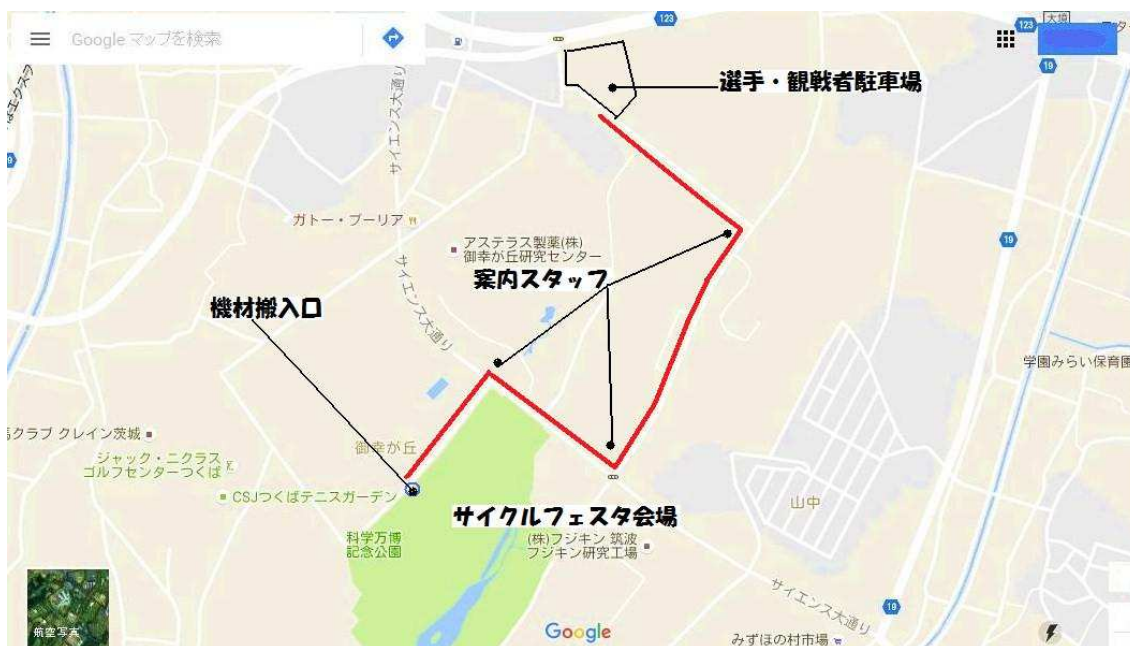 Google マップを検索
123
大境
123
19
選手・観戦者駐車場
サイエンス大通り
19
ガトー・ブーリア
アステラス製薬(株)
御幸が丘研究センター
案内スタッフ
19
機材搬入口
サイエンス大通り
学園みらい保育園
御幸が丘
クラブ クレイン茨城
ジャック・ニクラス
ゴルフセンターつくば
CSJつくばテニスガーデン
山中
サイクルフェスタ会場
科学万博
記念公園
(株)フジキン 筑波
フジキン研究工場
サイエンス大通り
19
航空写真
Google
みずほの村市場